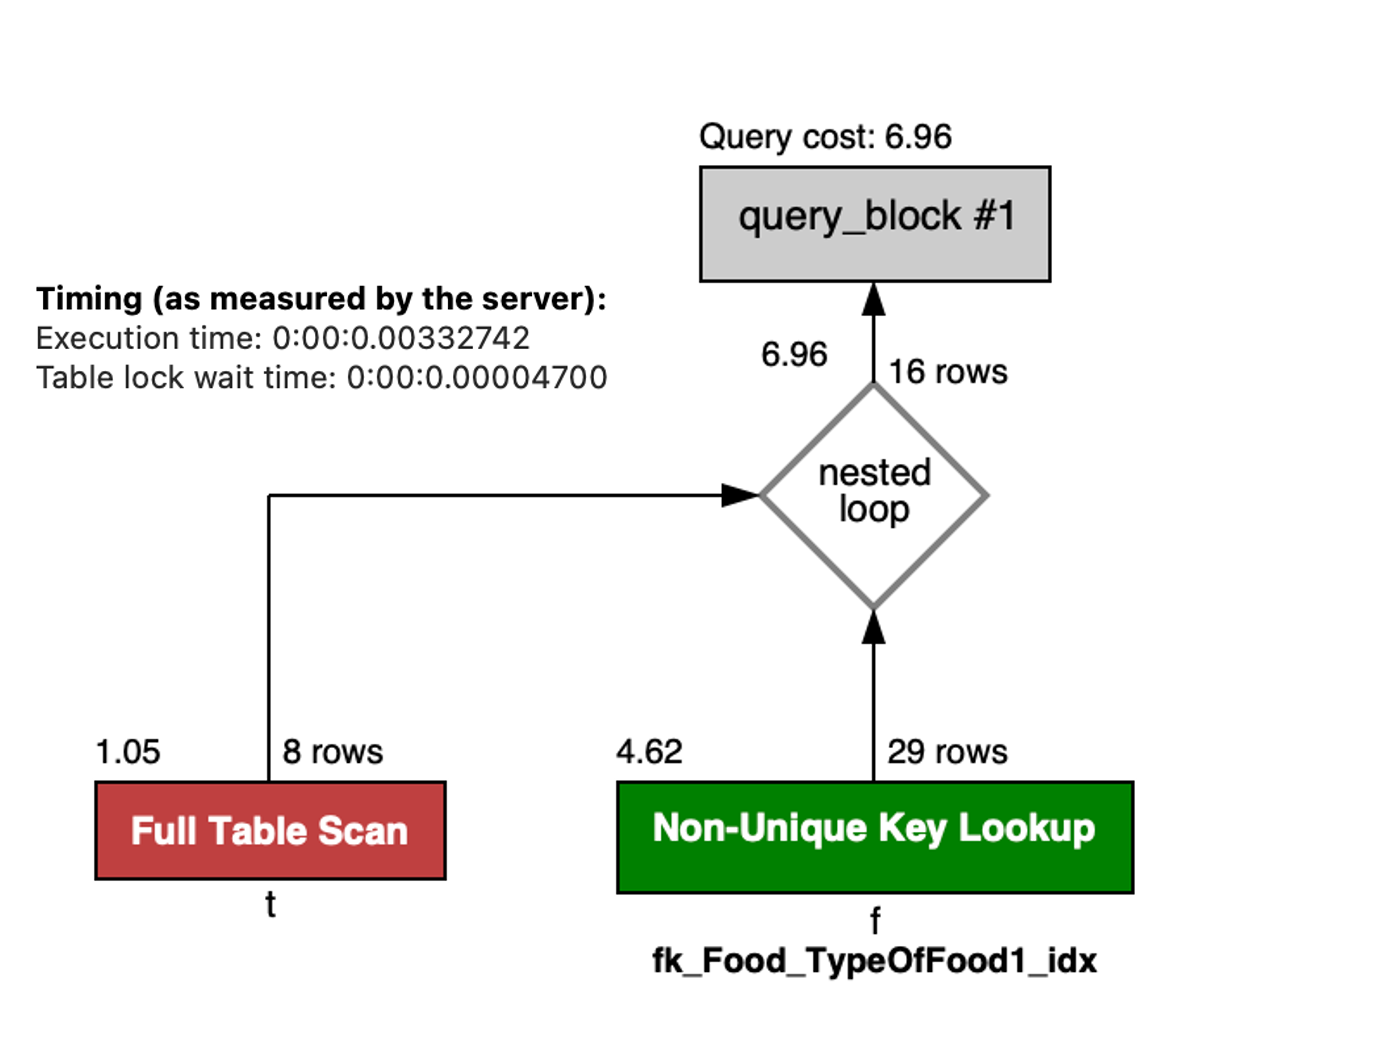 Query cost: 6.96
query_block #1
Timing (as measured by the server):
Execution time: 0:00:0.00332742
Table lock wait time: 0:00:0.00004700
6.96
16 rows
nested
loop
1.05
8 rows
4.62
29 rows
Full Table Scan
Non-Unique Key Lookup
t
f
fk_Food_TypeOfFood1_idx